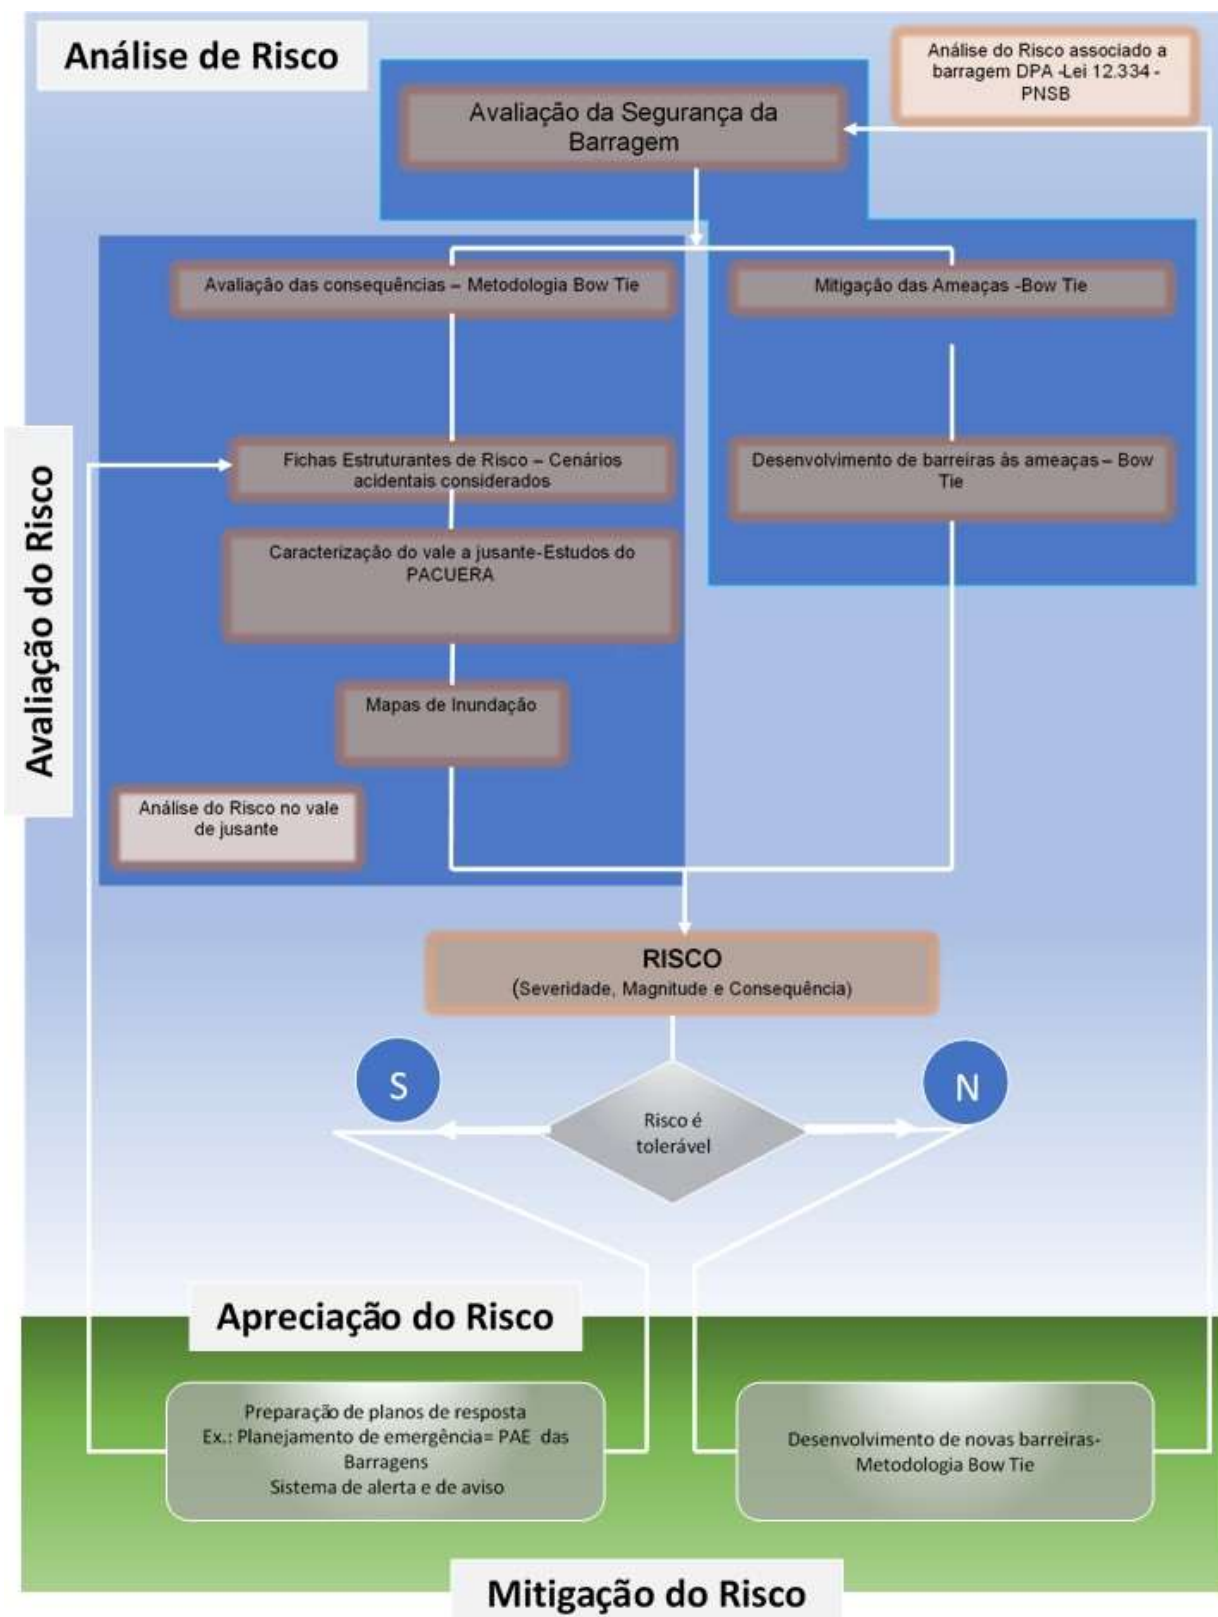 Análise de Risco
Análise do Risco associado a
barragem DPA -Lei 12.334 -
PNSB
Avaliação da Segurança da
Barragem
Avaliação das consequências – Metodologia Bow Tie
Mitigação das Ameaças -Bow Tie
Avaliação do Risco
Fichas Estruturantes de Risco – Cenários
acidentais considerados
Desenvolvimento de barreiras às ameaças – Bow
Tie
Caracterização do vale a jusante-Estudos do
PACUERA
Mapas de Inundação
Análise do Risco no vale
de jusante
RISCO
(Severidade, Magnitude e Consequência)
S
N
Risco é
tolerável
Apreciação do Risco
Preparação de planos de resposta
Ex.: Planejamento de emergência= PAE das
Barragens
Sistema de alerta e de aviso
Desenvolvimento de novas barreiras-
Metodologia Bow Tie
Mitigação do Risco